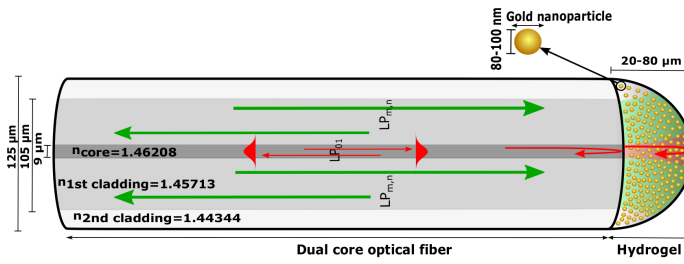 Gold nanoparticle
80-100 nm
20-80 µm
125 µm
105 µm
9 µm
LPm,n
ncore=1.46208
LP01
n1st cladding=1.45713
LPm,n
n2nd cladding=1.44344
Dual core optical fiber
Hydrogel